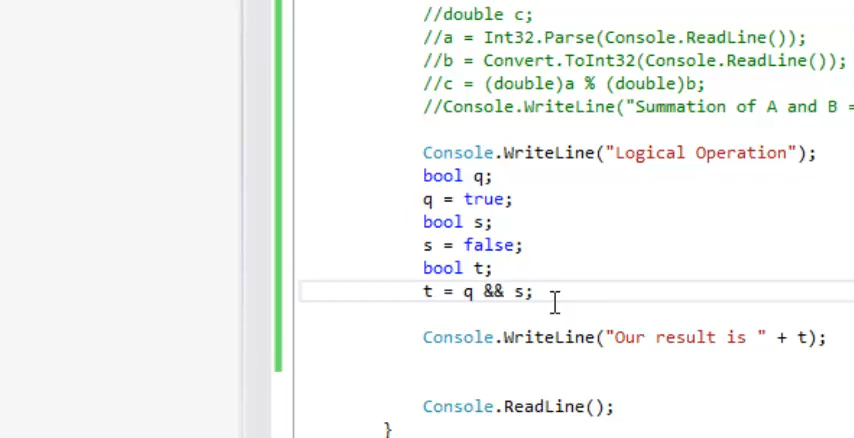 //double c;
//a = Int32.Parse(Console.ReadLine());
//b = Convert.ToInt32(Console.ReadLine());
//c = (double)a % (double)b;
//Console.WriteLine("Summation of A and B =
Console.WriteLine("Logical Operation");
bool q;
q = true;
bool s;
s = false;
bool t;
t = q && s;
Console.WriteLine("Our result is " + t);
Console.ReadLine();
}